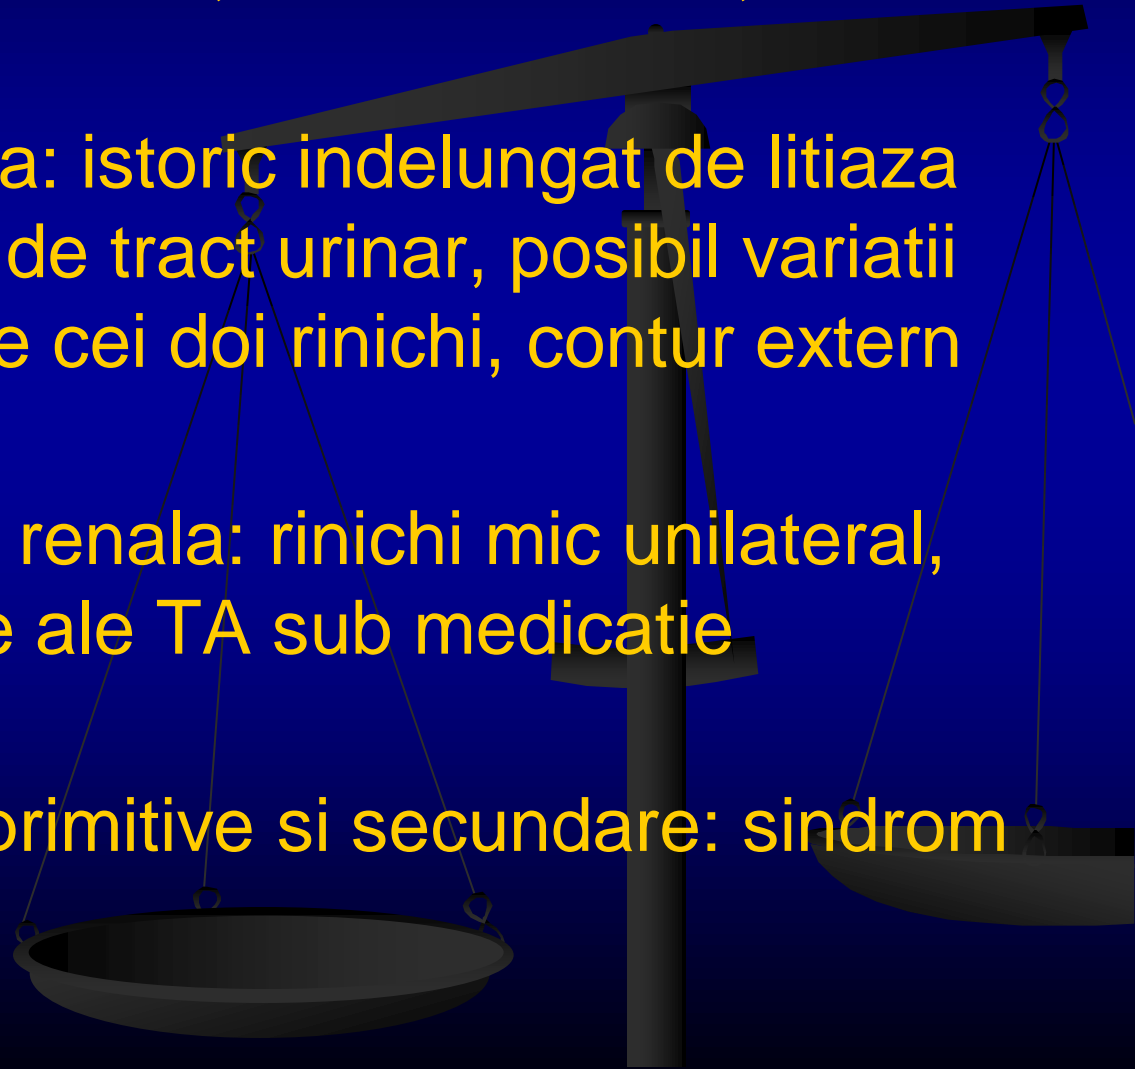 a: istoric indelungat de litiaza
de tract urinar, posibil variatii
e cei doi rinichi, contur extern
renala: rinichi mic unilateral,
e ale TA sub medicatie
primitive si secundare: sindrom